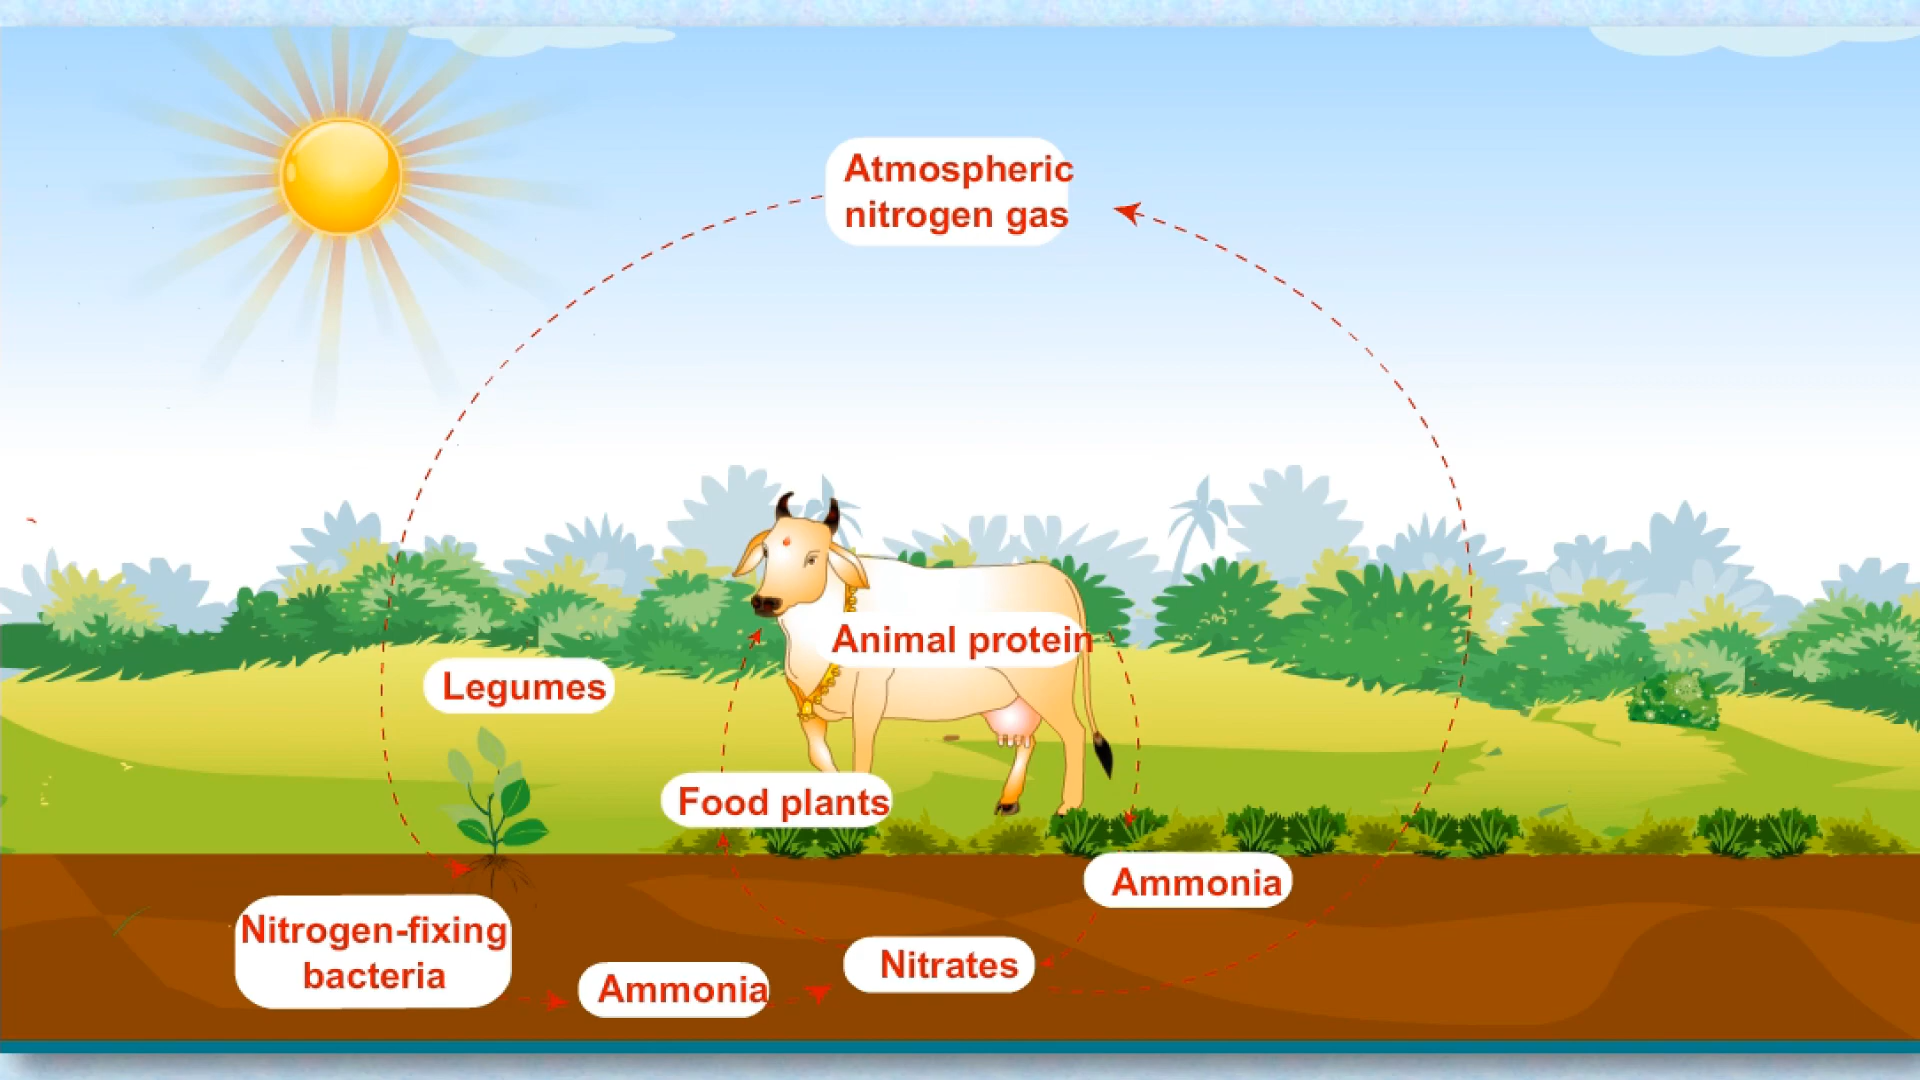 Atmospheric
nitrogen gas
Animal protein
Legumes
Food plants
Ammonia
Nitrogen-fixing
bacteria
Ammonia
Nitrates